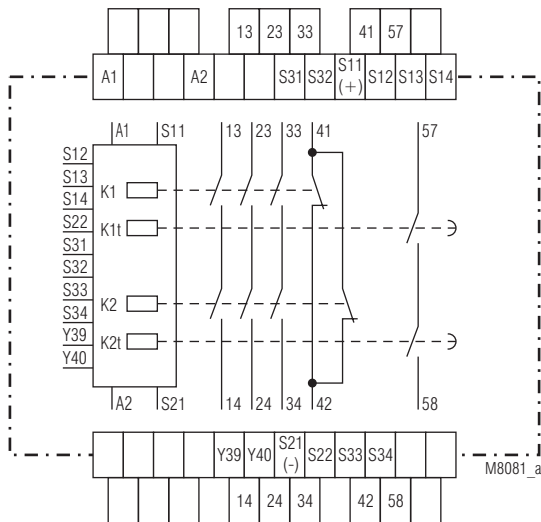 13 23 33 41 57
A1 A2 S31 S32 S11 (+) S12 S13 S14
A1 S11 13 23 33 41 57
S12
S13
K1
S14
S22
K1t
S31
S32
S33
K2
S34
Y39
K2t
Y40
A2 S21 14 24 34 42 58
Y39 Y40 S21 (-) S22 S33 S34
M8081_a
14 24 34 42 58